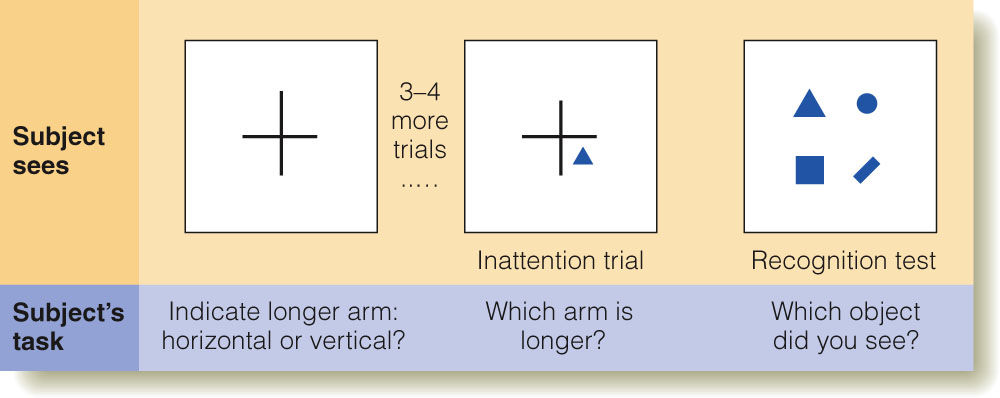 Subject
sees
3–4
more
trials
.....
Inattention trial
Recognition test
Subject's
task
Indicate longer arm:
horizontal or vertical?
Which arm is
longer?
Which object
did you see?